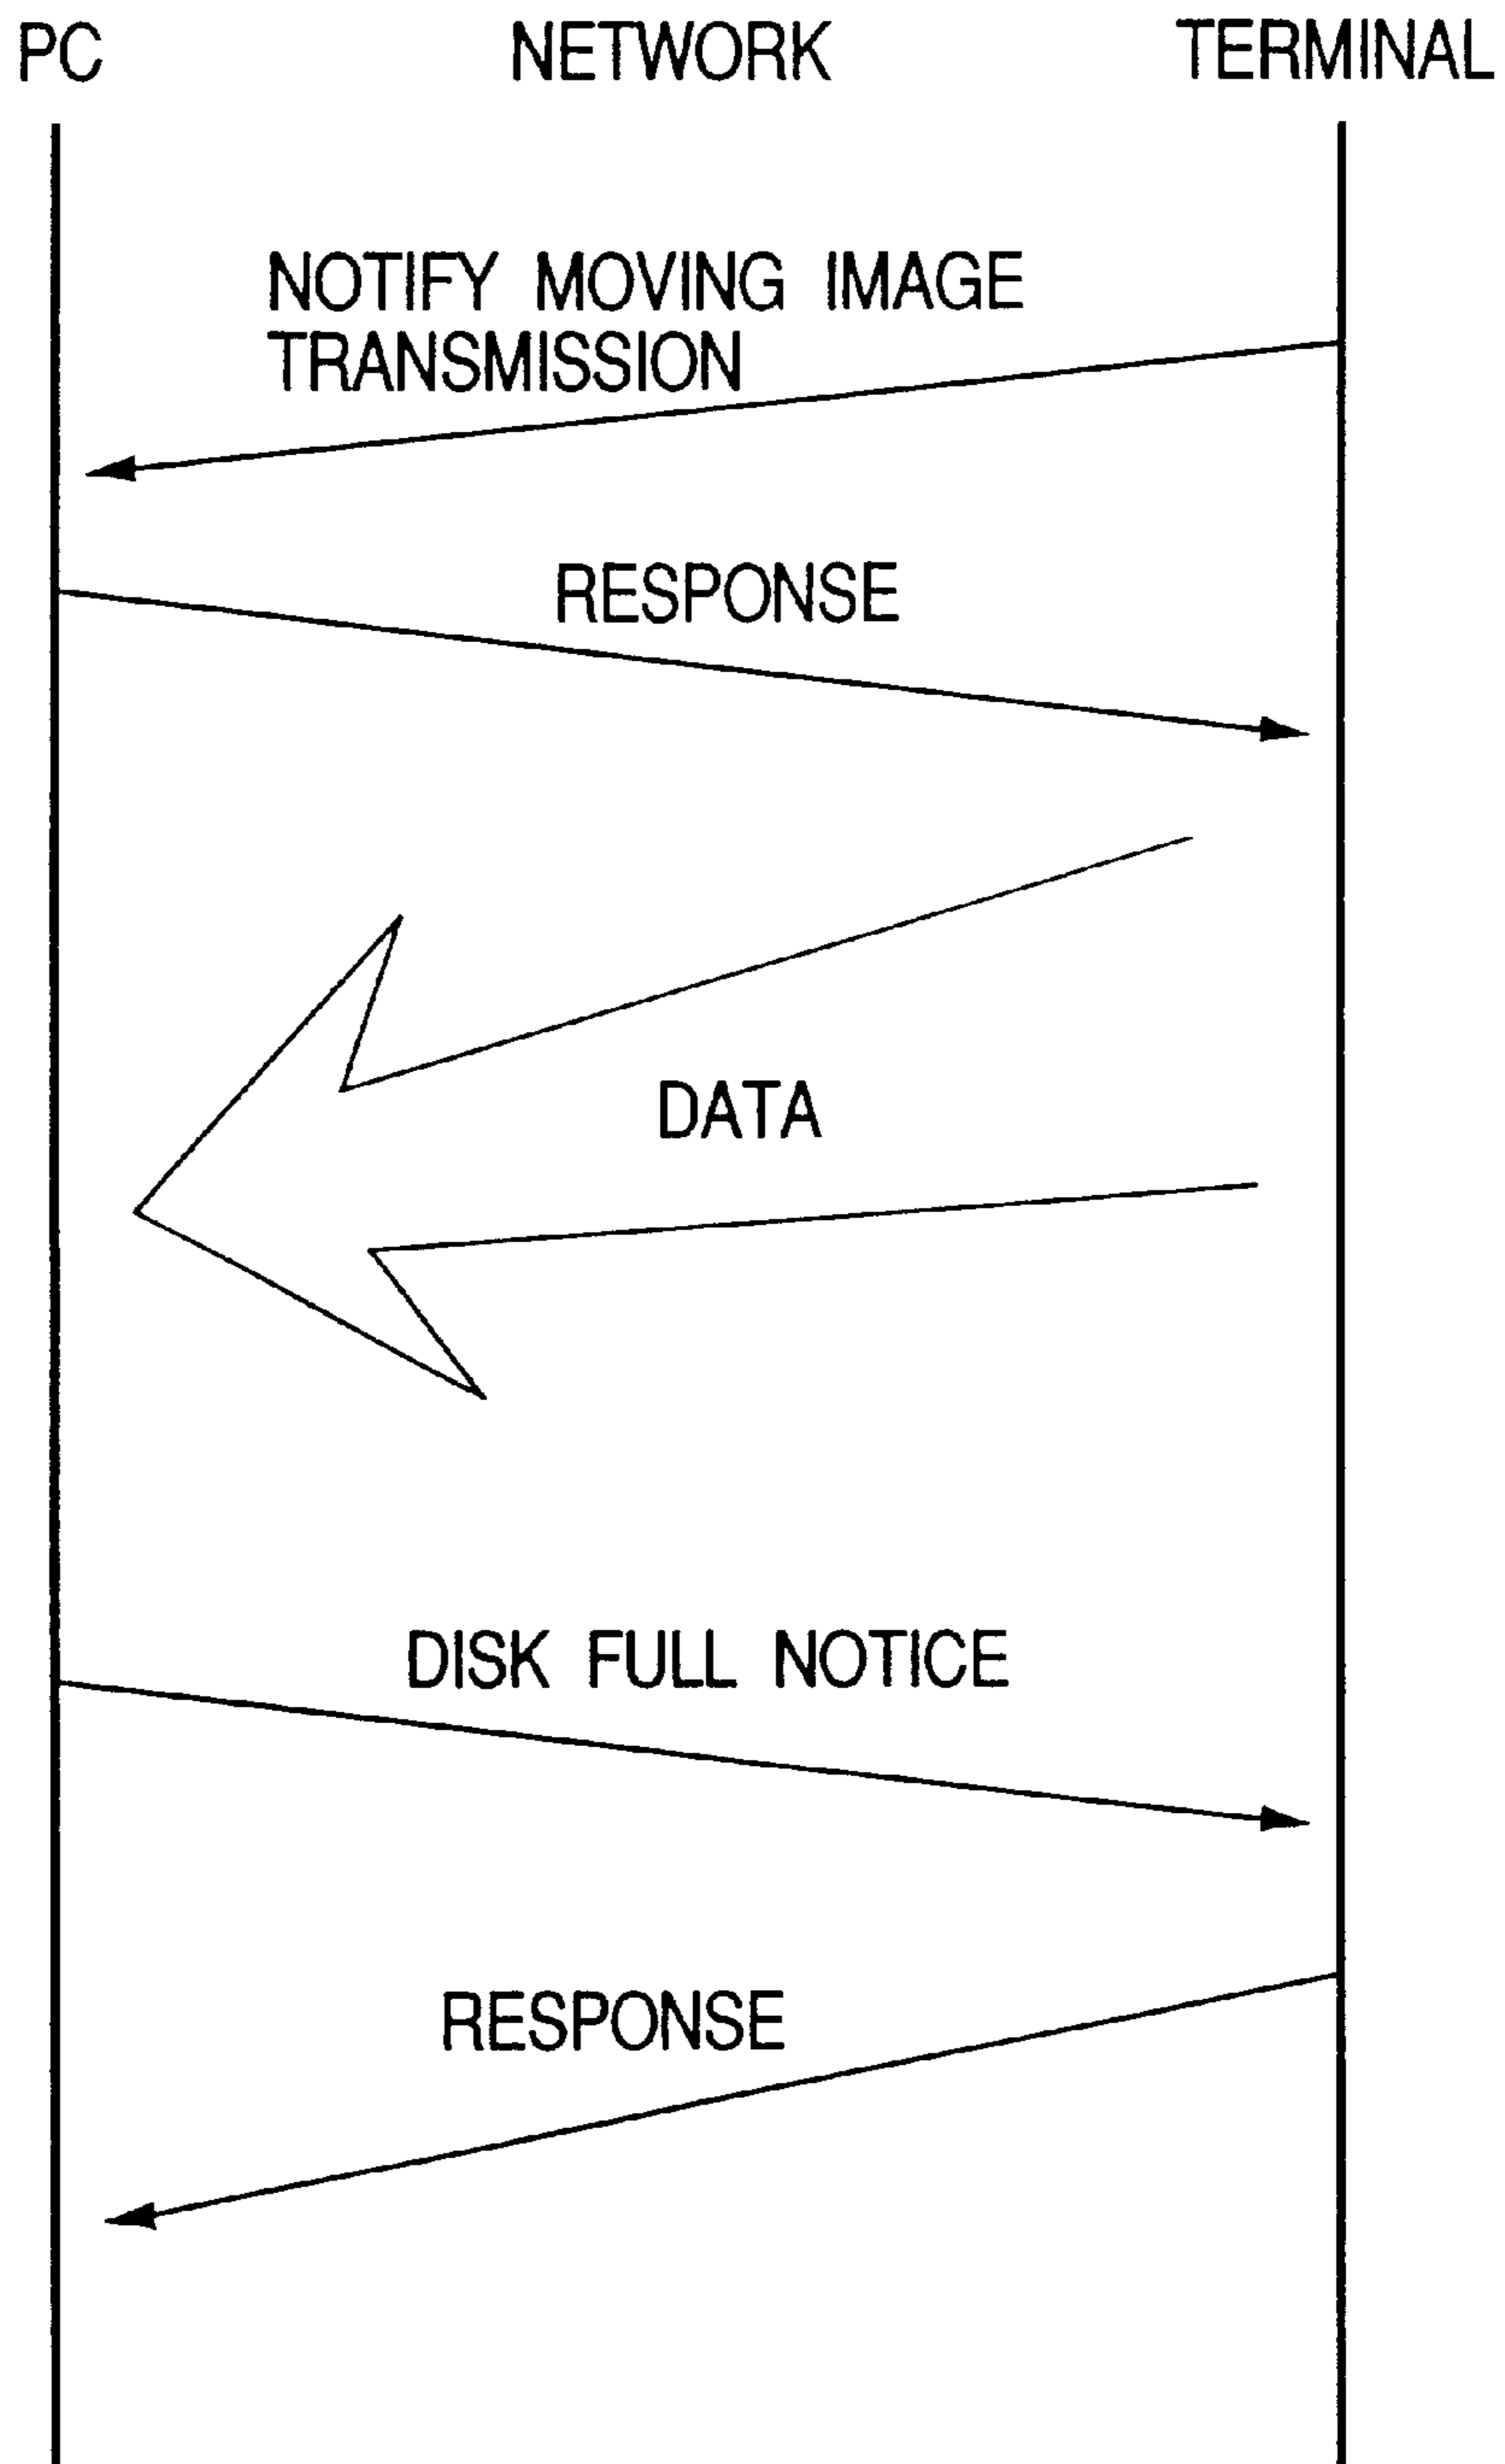 PC NETWORK TERMINAL
NOTIFY MOVING IMAGE
TRANSMISSION
RESPONSE
DATA
DISK FULL NOTICE
RESPONSE